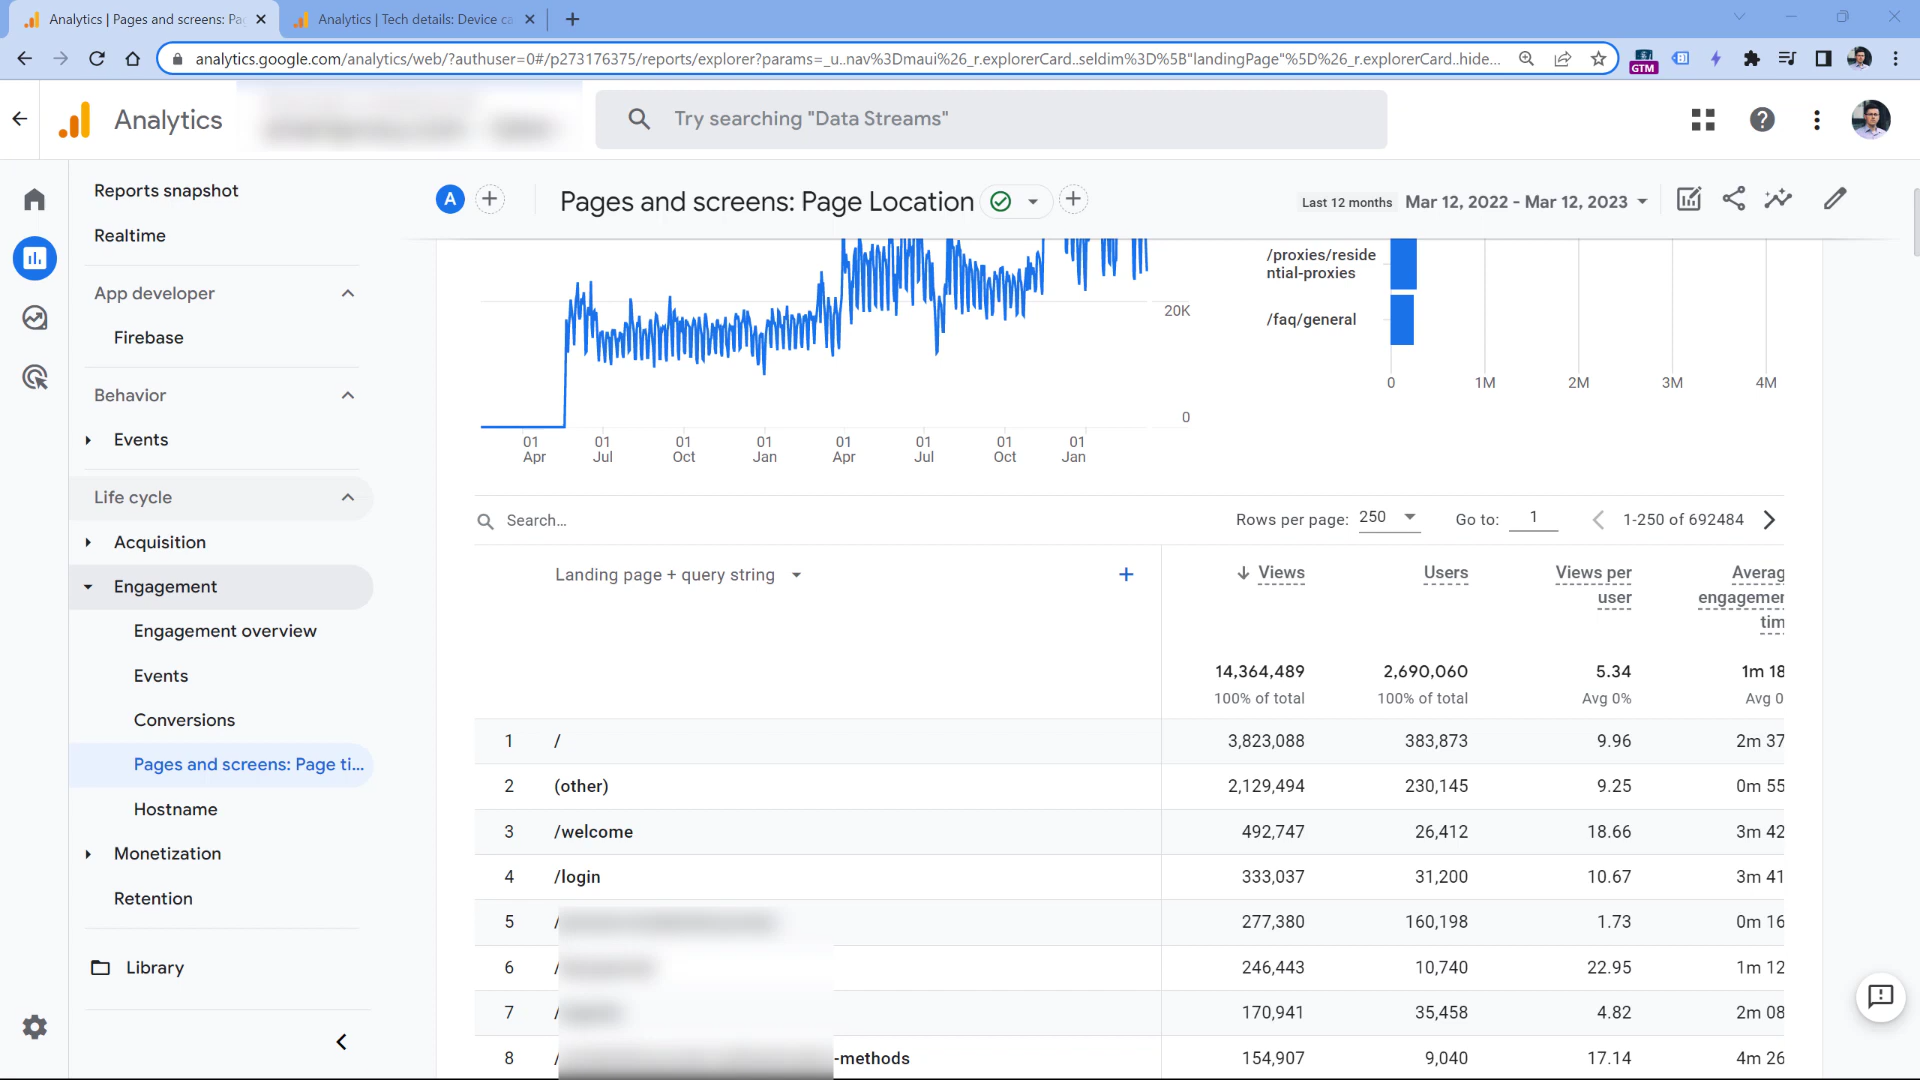 Analytics | Pages and screens: Pa
Analytics | Tech details: Device ca
analytics.google.com/analytics/web/?authuser=0#/p273176375/reports/explorer?params=_u..nav%3Dmaui%26_r.explorerCard..seldim%3D%5B"landingPage"%5D%26_r.explorerCard..hide...
GTM
Analytics
Try searching "Data Streams"
Reports snapshot
Realtime
App developer
Firebase
Behavior
Events
Life cycle
Acquisition
Engagement
Engagement overview
Events
Conversions
Pages and screens: Page ti...
Hostname
Monetization
Retention
Library
A
Pages and screens: Page Location
Last 12 months
Mar 12, 2022 - Mar 12, 2023
20K
0
01 Apr
01 Jul
01 Oct
01 Jan
01 Apr
01 Jul
01 Oct
01 Jan
/proxies/reside
ntial-proxies
/faq/general
0 1M 2M 3M 4M
Search...
Rows per page: 250
Go to: 1
1-250 of 692484
Landing page + query string
Views
Users
Views per
user
Averag
engagemen
tim
14,364,489 2,690,060 5.34 1m 18
100% of total 100% of total Avg 0% Avg 0
1 / 3,823,088 383,873 9.96 2m 37
2 (other) 2,129,494 230,145 9.25 0m 55
3 /welcome 492,747 26,412 18.66 3m 42
4 /login 333,037 31,200 10.67 3m 41
5 / 277,380 160,198 1.73 0m 16
6 / 246,443 10,740 22.95 1m 12
7 / 170,941 35,458 4.82 2m 08
8 / -methods 154,907 9,040 17.14 4m 26